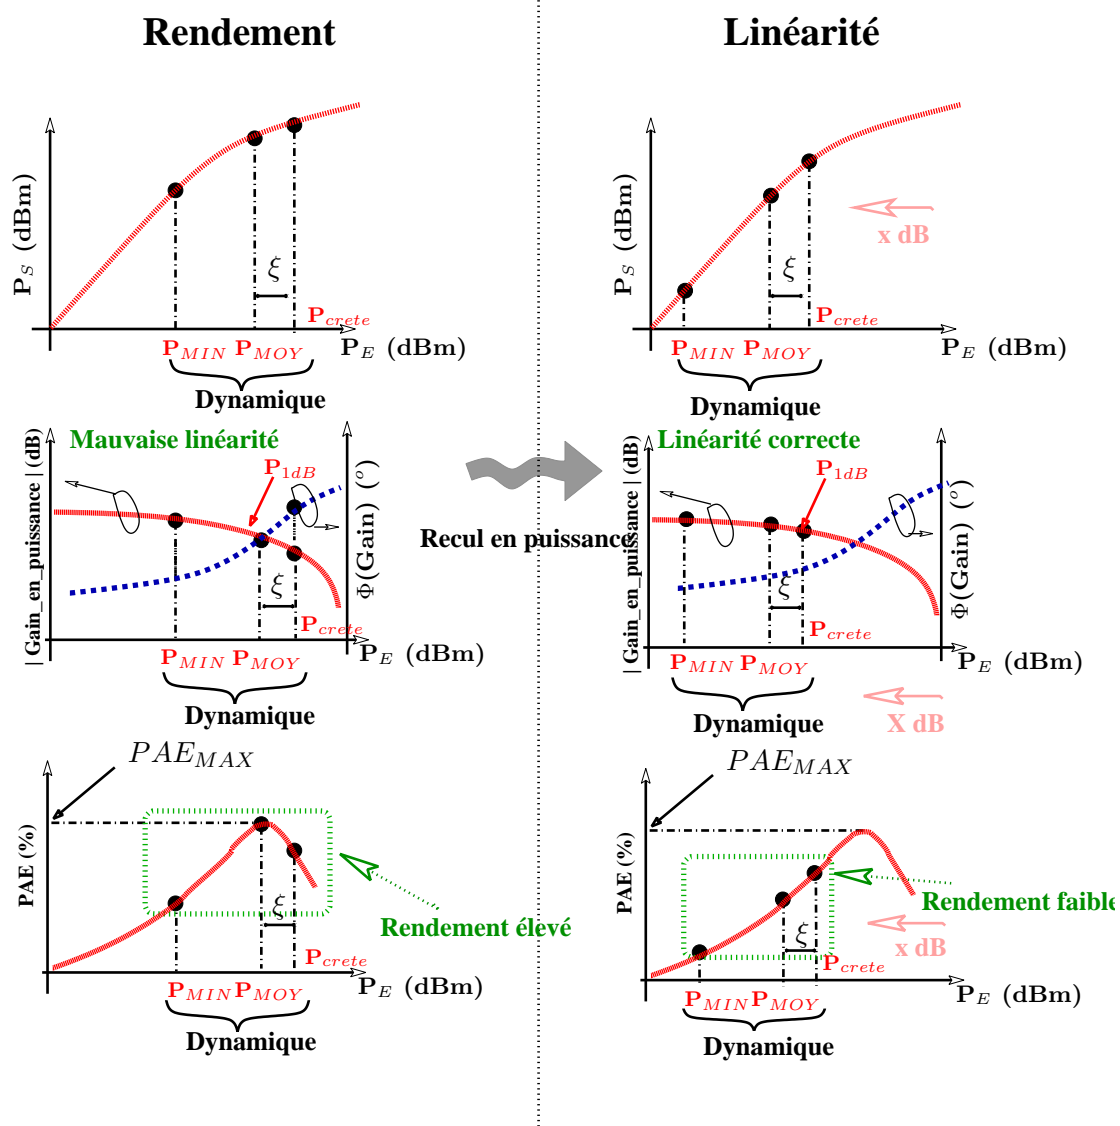 Rendement
Linéarité
P_S (dBm)
ξ
P_crete
P_MIN P_MOY P_E (dBm)
Dynamique
P_S (dBm)
x dB
ξ
P_crete
P_MIN P_MOY P_E (dBm)
Dynamique
Mauvaise linéarité
| Gain_en_puissance | (dB)
P_1dB
Φ(Gain) (°)
ξ
P_crete
P_MIN P_MOY P_E (dBm)
Dynamique
Recul en puissance
Linéarité correcte
| Gain_en_puissance | (dB)
P_1dB
Φ(Gain) (°)
ξ
P_crete
P_MIN P_MOY P_E (dBm)
X dB
Dynamique
PAE_MAX
PAE (%)
Rendement élevé
ξ
P_crete
P_MIN P_MOY P_E (dBm)
Dynamique
PAE_MAX
PAE (%)
Rendement faible
x dB
ξ
P_crete
P_MIN P_MOY P_E (dBm)
Dynamique